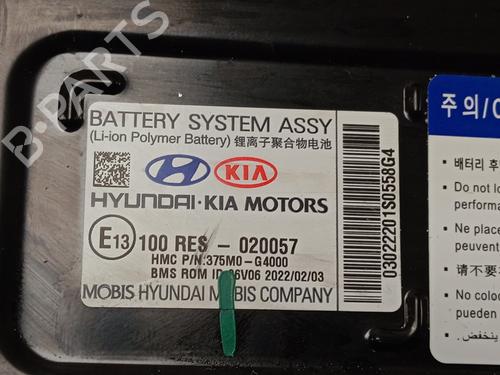 B-PARTS
BATTERY SYSTEM ASSY
(Li-ion Polymer Battery) 锂离子聚合物电池
KIA
HYUNDAI · KIA MOTORS
E13 100 RES - 020057
HMC P/N:375M0-G4000
BMS ROM ID: 06V06 2022/02/03
MOBIS HYUNDAI MOBIS COMPANY
03022201S0558G4
주의/C
• 배터리 후
• Do not lo
personal
• Ne place
peuvent
• 请不要
• No coloc
pueden